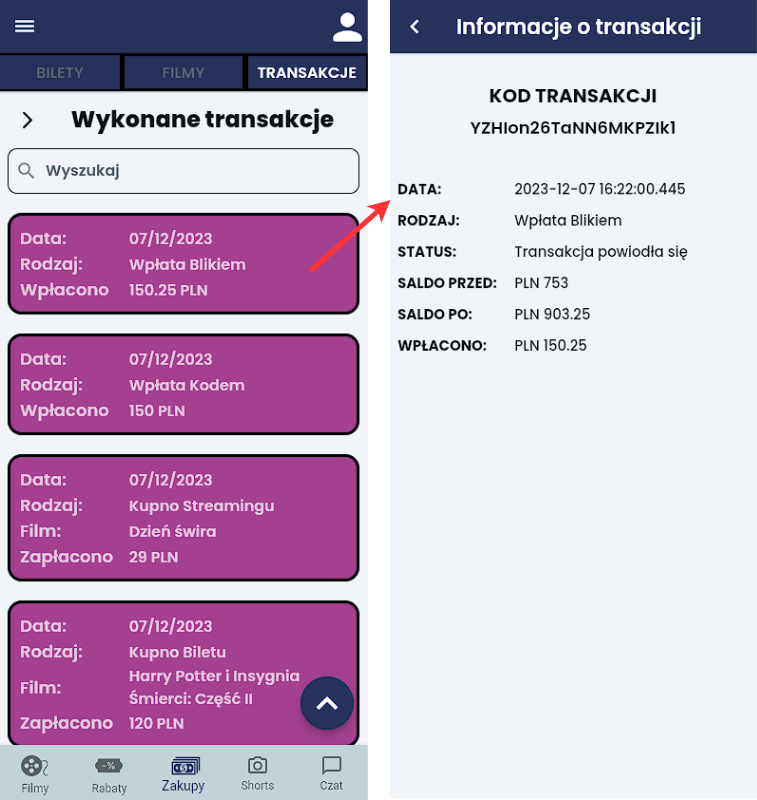 BILETY
FILMY
TRANSAKCJE
Wykonane transakcje
Wyszukaj
Data: 07/12/2023
Rodzaj: Wpłata Blikiem
Wpłacono 150.25 PLN
Data: 07/12/2023
Rodzaj: Wpłata Kodem
Wpłacono 150 PLN
Data: 07/12/2023
Rodzaj: Kupno Streamingu
Film: Dzień świra
Zapłacono 29 PLN
Data: 07/12/2023
Rodzaj: Kupno Biletu
Film: Harry Potter i Insygnia
Śmierci: Część II
Zapłacono 120 PLN
-%
$
Filmy
Rabaty
Zakupy
Shorts
Czat
Informacje o transakcji
KOD TRANSAKCJI
YZHIon26TaNN6MKPZIk1
DATA: 2023-12-07 16:22:00.445
RODZAJ: Wpłata Blikiem
STATUS: Transakcja powiodła się
SALDO PRZED: PLN 753
SALDO PO: PLN 903.25
WPŁACONO: PLN 150.25